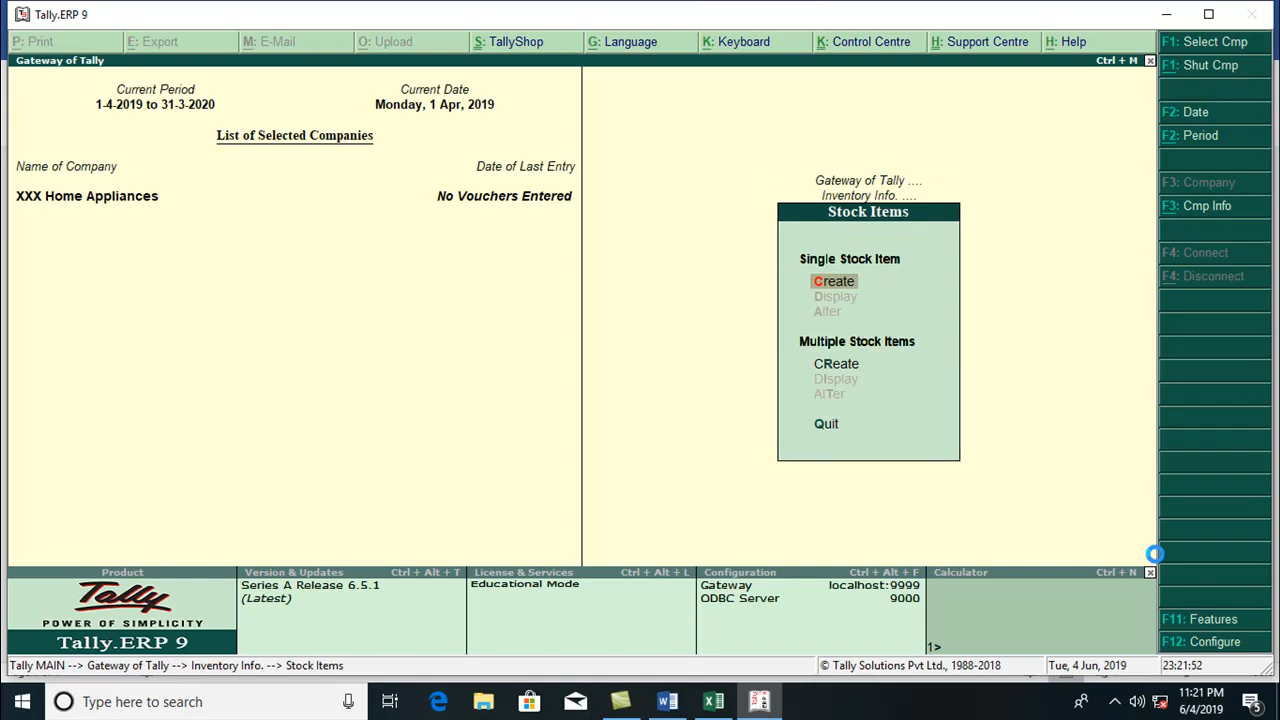 Tally.ERP 9
P: Print E: Export M: E-Mail O: Upload S: TallyShop G: Language K: Keyboard K: Control Centre H: Support Centre H: Help
F1: Select Cmp
Gateway of Tally Ctrl + M
F1: Shut Cmp
Current Period Current Date
1-4-2019 to 31-3-2020 Monday, 1 Apr, 2019
F2: Date
List of Selected Companies
F2: Period
Name of Company Date of Last Entry
XXX Home Appliances No Vouchers Entered
Gateway of Tally ....
Inventory Info. ....
Stock Items
Single Stock Item
Create
Display
Alter
Multiple Stock Items
CReate
DIsplay
AlTer
Quit
F3: Company
F3: Cmp Info
F4: Connect
F4: Disconnect
F11: Features
F12: Configure
Product
Tally
POWER OF SIMPLICITY
Tally.ERP 9
Version & Updates Ctrl + Alt + T
Series A Release 6.5.1
(Latest)
License & Services Ctrl + Alt + L
Educational Mode
Configuration Ctrl + Alt + F
Gateway localhost:9999
ODBC Server 9000
Calculator Ctrl + N
1>
Tally MAIN --> Gateway of Tally --> Inventory Info. --> Stock Items © Tally Solutions Pvt Ltd., 1988-2018 Tue, 4 Jun, 2019 23:21:52
Type here to search
11:21 PM
6/4/2019
5